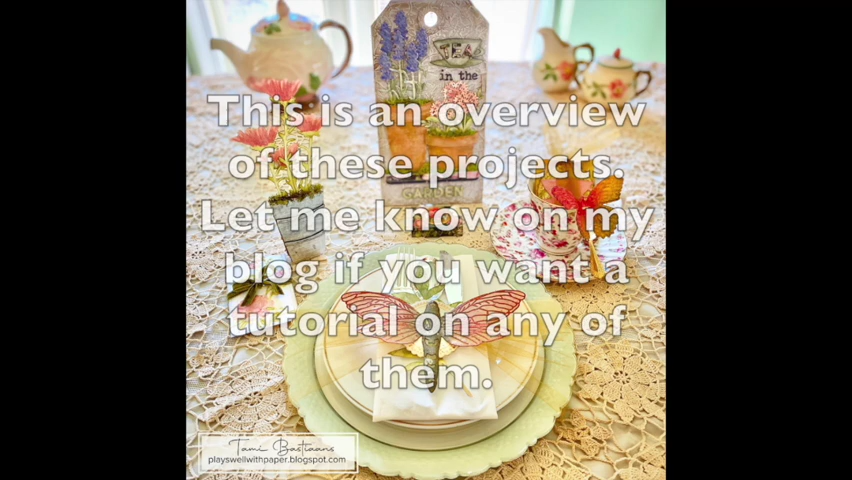 TEA
in the
GARDEN
This is an overview
of these projects.
Let me know on my
blog if you want a
tutorial on any of
them.
Tami Bastiaans
playswellwithpaper.blogspot.com